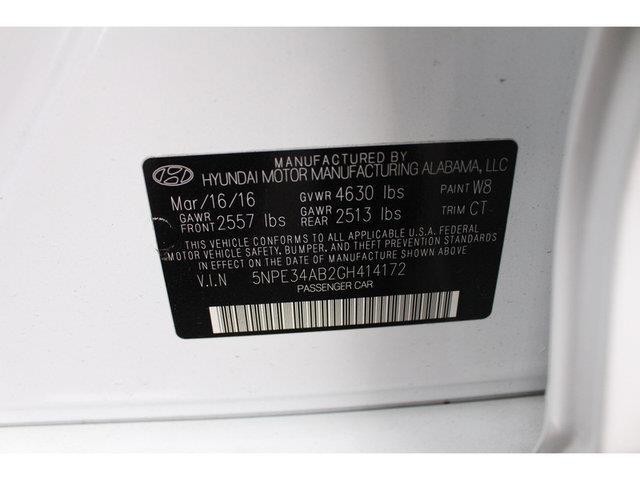 MANUFACTURED BY
HYUNDAI MOTOR MANUFACTURING ALABAMA, LLC
Mar/16/16 GVWR 4630 lbs PAINT W8
GAWR FRONT 2557 lbs GAWR REAR 2513 lbs TRIM CT
THIS VEHICLE CONFORMS TO ALL APPLICABLE U.S.A FEDERAL
MOTOR VEHICLE SAFETY, BUMPER, AND THEFT PREVENTION STANDARDS
IN EFFECT ON THE DATE OF MANUFACTURE SHOWN ABOVE.
V.I.N 5NPE34AB2GH414172
PASSENGER CAR